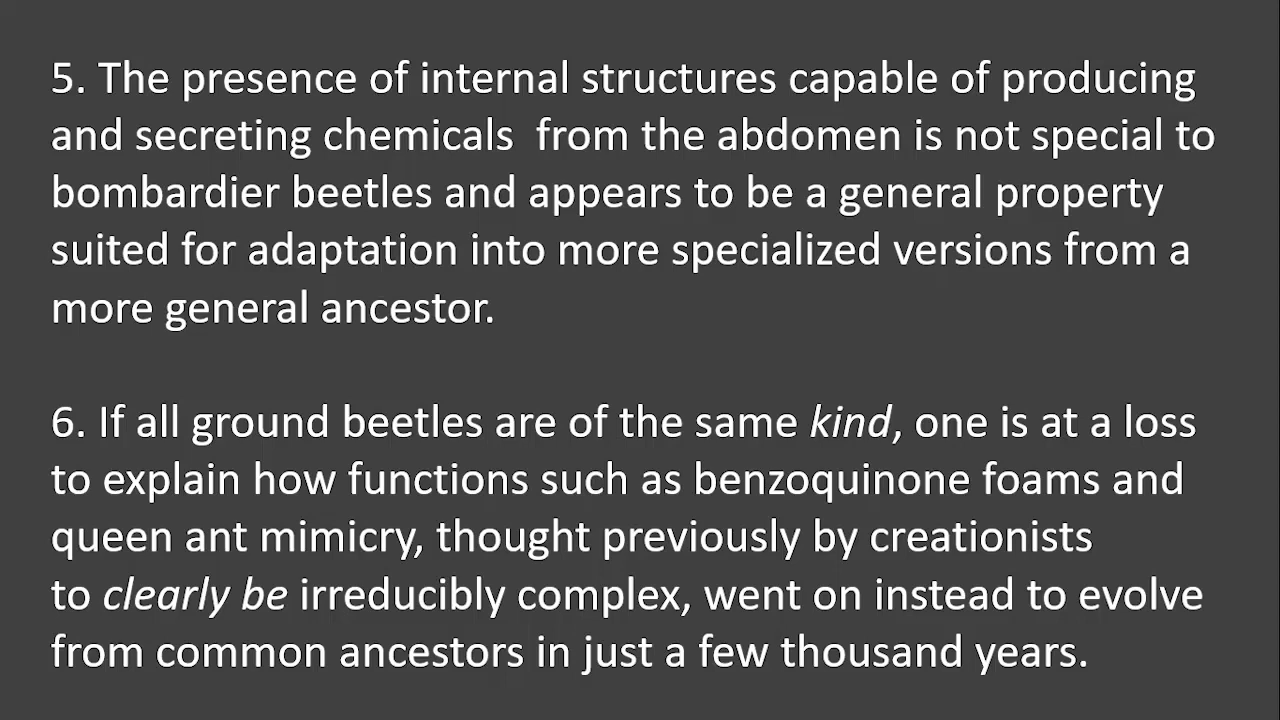 5. The presence of internal structures capable of producing
and secreting chemicals  from the abdomen is not special to
bombardier beetles and appears to be a general property
suited for adaptation into more specialized versions from a
more general ancestor.
6. If all ground beetles are of the same kind, one is at a loss
to explain how functions such as benzoquinone foams and
queen ant mimicry, thought previously by creationists
to clearly be irreducibly complex, went on instead to evolve
from common ancestors in just a few thousand years.